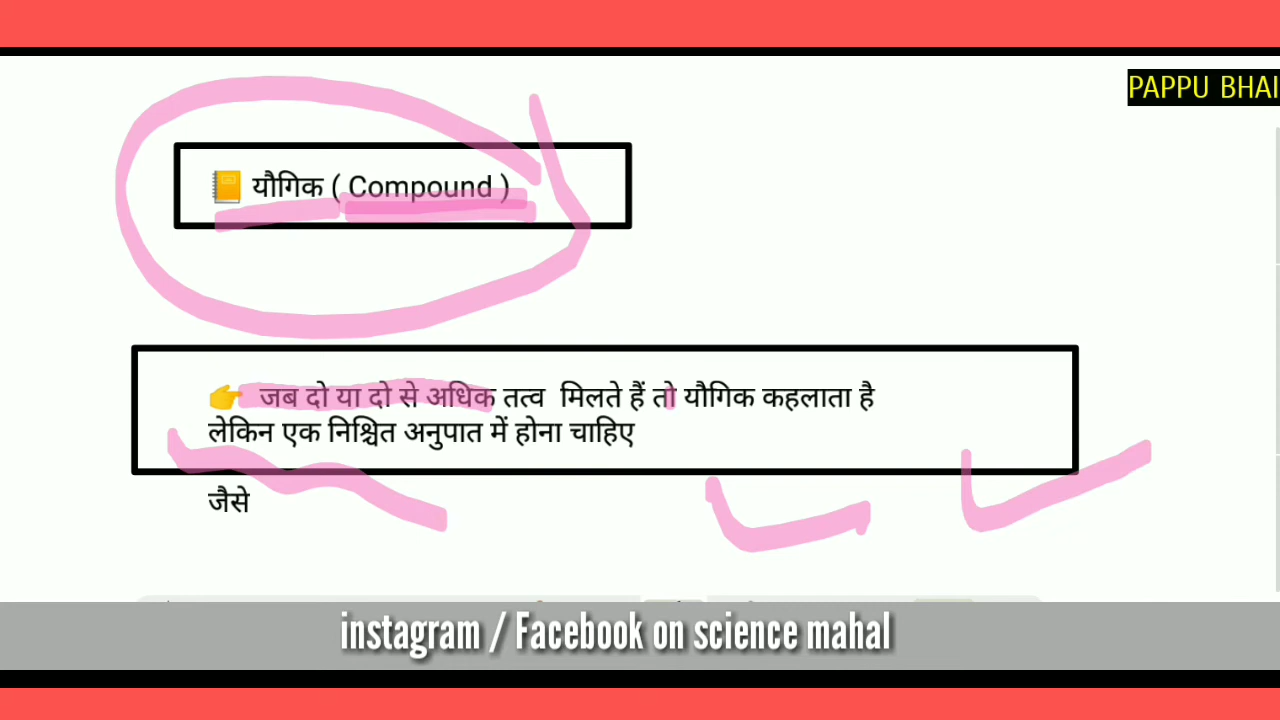 PAPPU BHAI
📒 यौगिक ( Compound )
👉 जब दो या दो से अधिक तत्व मिलते हैं तो यौगिक कहलाता है
लेकिन एक निश्चित अनुपात में होना चाहिए
जैसे
instagram / Facebook on science mahal